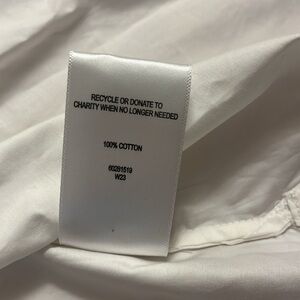 RECYCLE OR DONATE TO
CHARITY WHEN NO LONGER NEEDED
100% COTTON
60281519
W23